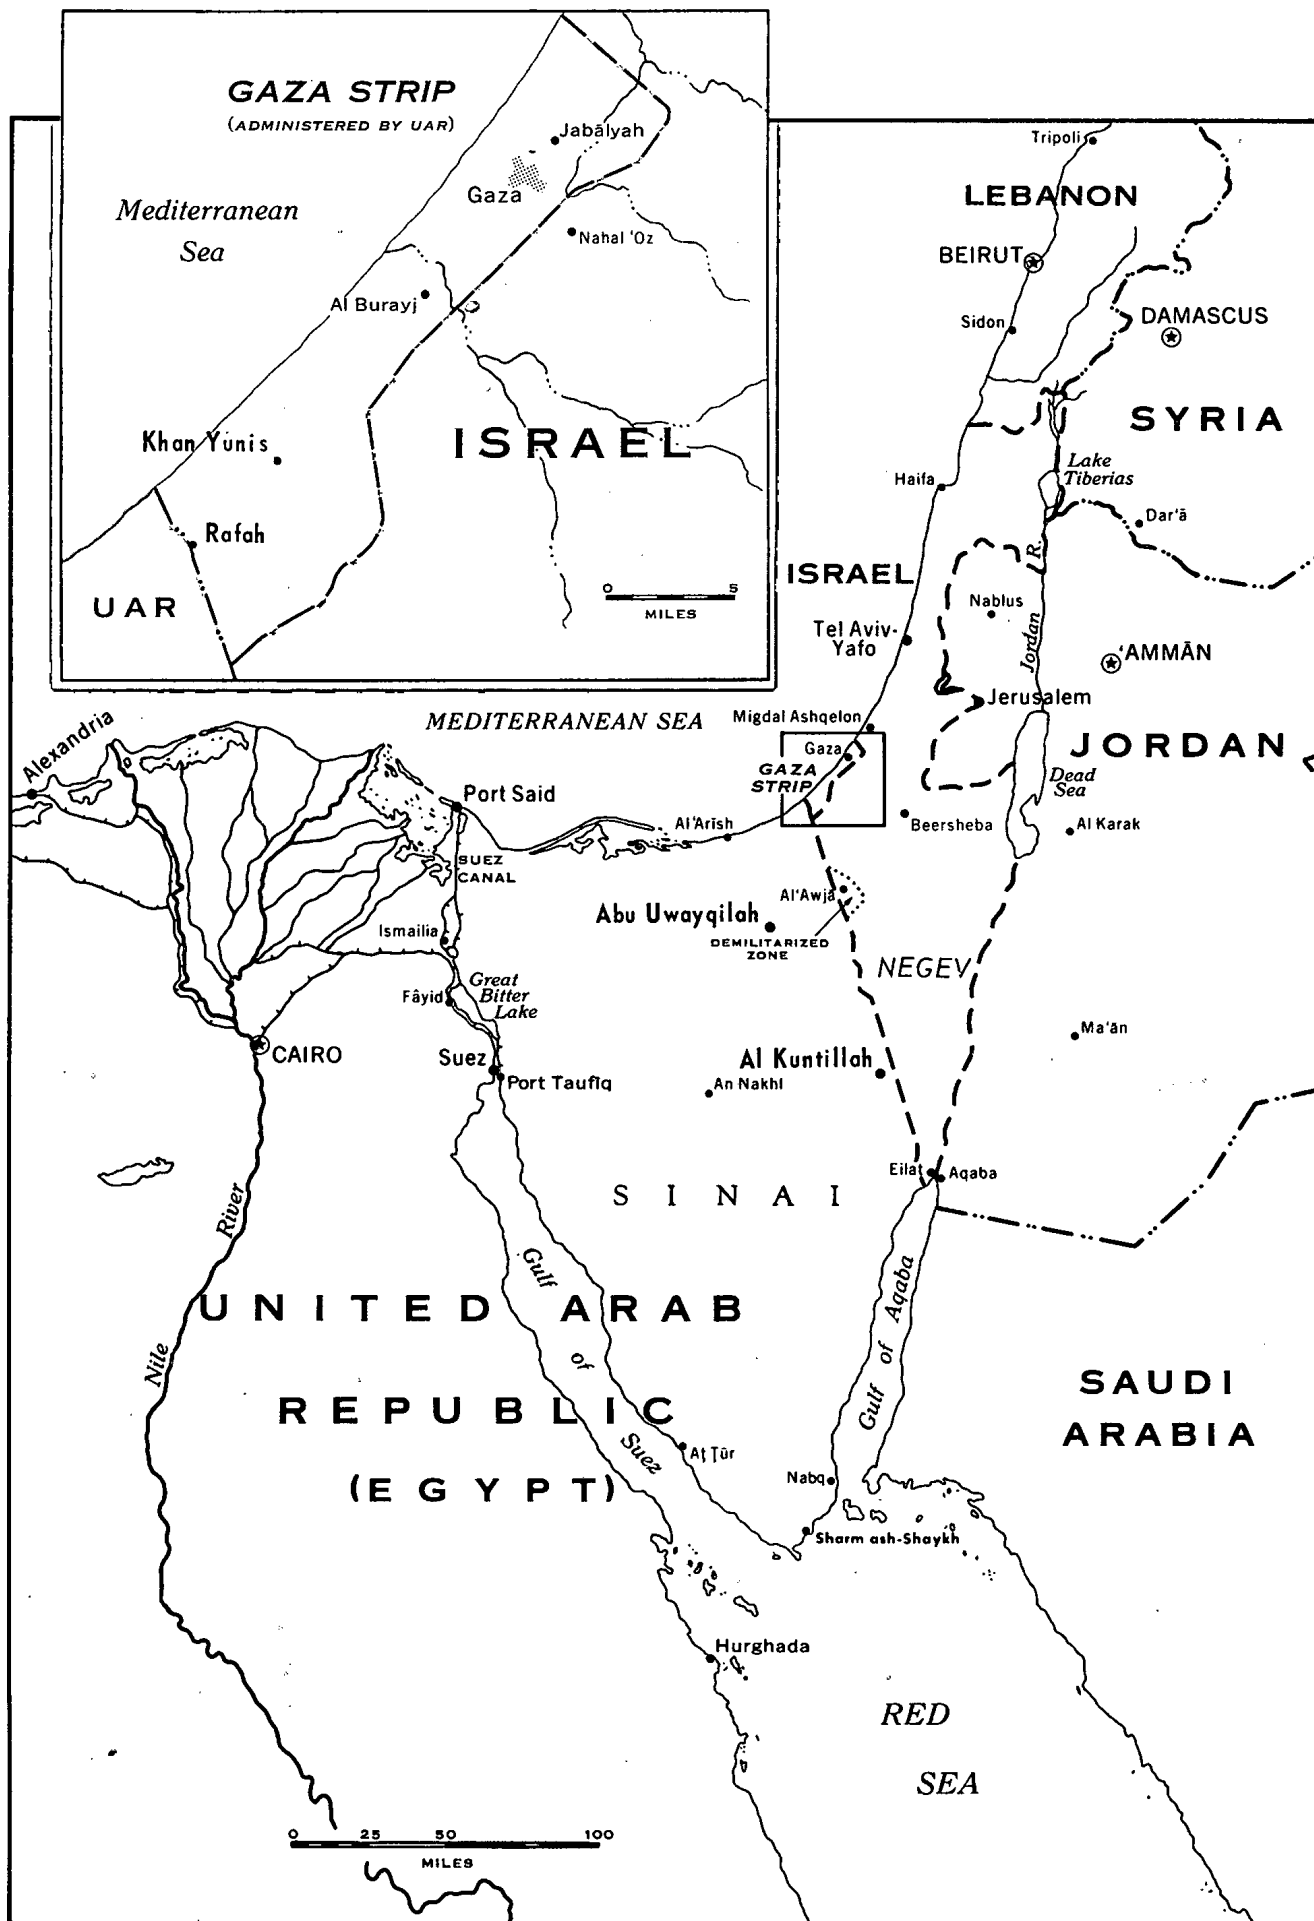 GAZA STRIP
(ADMINISTERED BY UAR)
Jabālyah
Gaza
Mediterranean
Sea
Nahal 'Oz
Al Burayj
Khan Yunis
ISRAEL
Rafah
UAR
0 5
MILES
Tripoli
LEBANON
BEIRUT
Sidon
DAMASCUS
SYRIA
Lake
Tiberias
Haifa
Dar'ā
ISRAEL
Nablus
Jordan R.
Tel Aviv-
Yafo
'AMMĀN
Jerusalem
MEDITERRANEAN SEA
Migdal Ashqelon
JORDAN
Alexandria
Gaza
GAZA
STRIP
Dead
Sea
Port Said
Al 'Arīsh
Beersheba
Al Karak
SUEZ
CANAL
Al 'Awja
Abu Uwayqilah
DEMILITARIZED
ZONE
Ismailia
NEGEV
Great
Bitter
Lake
Fâyid
Ma'ān
CAIRO
Suez
Al Kuntillah
Port Taufīq
An Nakhl
Eilat
Aqaba
SINAI
Nile River
Gulf of Suez
Gulf of Aqaba
UNITED ARAB
REPUBLIC
(EGYPT)
SAUDI
ARABIA
Aṭ Ṭūr
Nabq
Sharm ash-Shaykh
Hurghada
RED
SEA
0 25 50 100
MILES